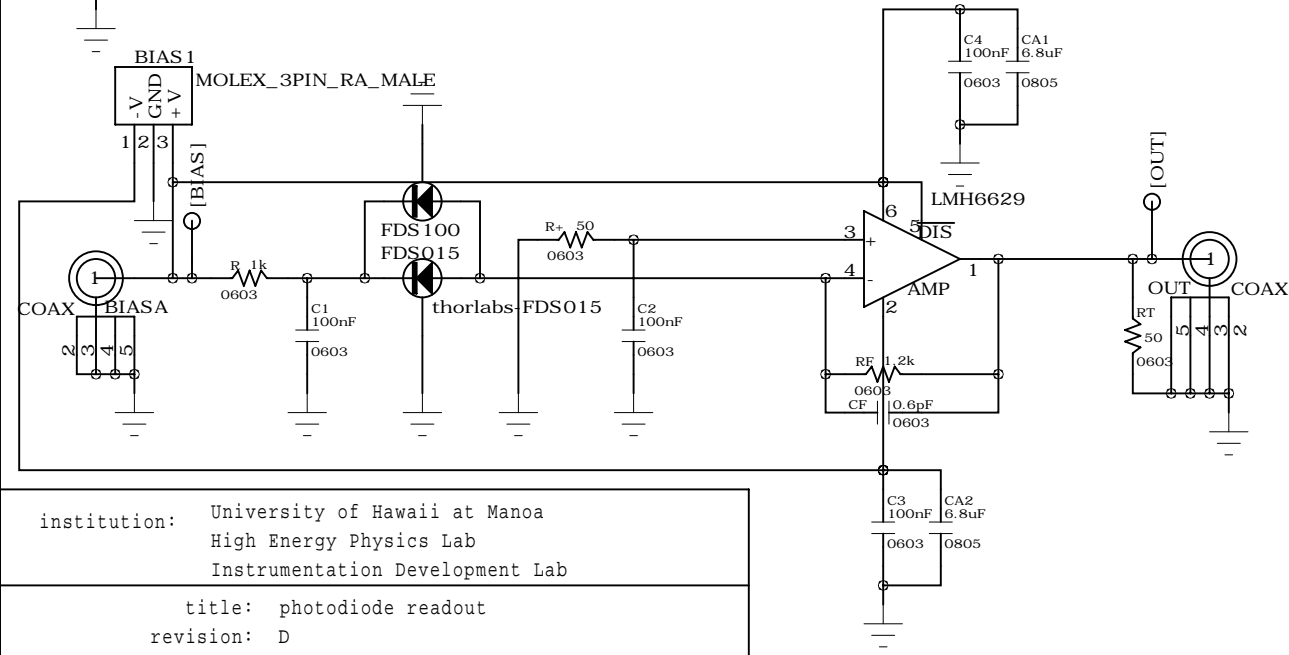 BIAS1
MOLEX_3PIN_RA_MALE
-V
GND
+V
1 2 3
[BIAS]
C4
100nF
0603
CA1
6.8uF
0805
[OUT]
FDS100
FDS015
thorlabs-FDS015
R+ 50
0603
LMH6629
6
5
DIS
3
+
4
-
1
2
AMP
1
COAX
BIASA
2
3
4
5
R 1k
0603
C1
100nF
0603
C2
100nF
0603
RF 1.2k
0603
CF 0.6pF
0603
1
OUT
COAX
RT
50
0603
5
4
3
2
C3
100nF
0603
CA2
6.8uF
0805
institution: University of Hawaii at Manoa
High Energy Physics Lab
Instrumentation Development Lab
title: photodiode readout
revision: D